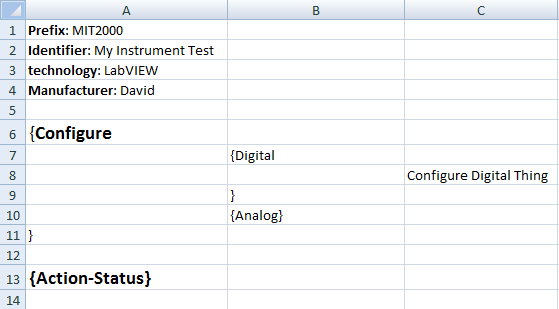 A B C
1 Prefix: MIT2000
2 Identifier: My Instrument Test
3 technology: LabVIEW
4 Manufacturer: David
5
6 {Configure
7 {Digital
8 Configure Digital Thing
9 }
10 {Analog}
11 }
12
13 {Action-Status}
14